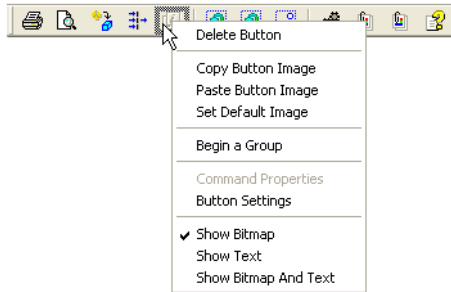 Delete Button
Copy Button Image
Paste Button Image
Set Default Image
Begin a Group
Command Properties
Button Settings
Show Bitmap
Show Text
Show Bitmap And Text